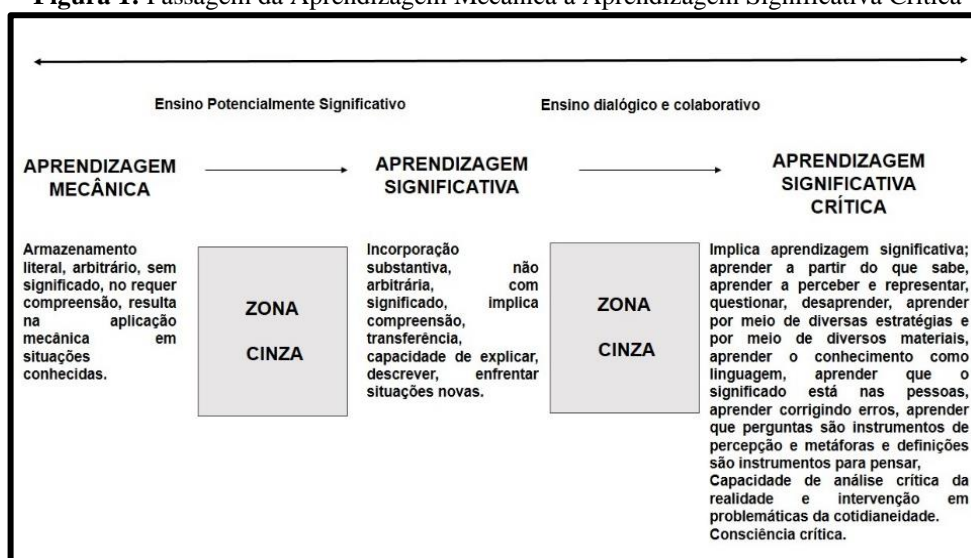 Figura 1. Passagem da Aprendizagem Mecânica à Aprendizagem Significativa Crítica
Ensino Potencialmente Significativo
Ensino dialógico e colaborativo
APRENDIZAGEM
MECÂNICA
APRENDIZAGEM
SIGNIFICATIVA
APRENDIZAGEM
SIGNIFICATIVA
CRÍTICA
Armazenamento
literal, arbitrário, sem
significado, no requer
compreensão, resulta
na aplicação
mecânica em
situações
conhecidas.
ZONA
CINZA
Incorporação
substantiva, não
arbitrária, com
significado, implica
compreensão,
transferência,
capacidade de explicar,
descrever, enfrentar
situações novas.
ZONA
CINZA
Implica aprendizagem significativa;
aprender a partir do que sabe,
aprender a perceber e representar,
questionar, desaprender, aprender
por meio de diversas estratégias e
por meio de diversos materiais,
aprender o conhecimento como
linguagem, aprender que o
significado está nas pessoas,
aprender corrigindo erros, aprender
que perguntas são instrumentos de
percepção e metáforas e definições
são instrumentos para pensar,
Capacidade de análise crítica da
realidade e intervenção em
problemáticas da cotidianeidade.
Consciência crítica.